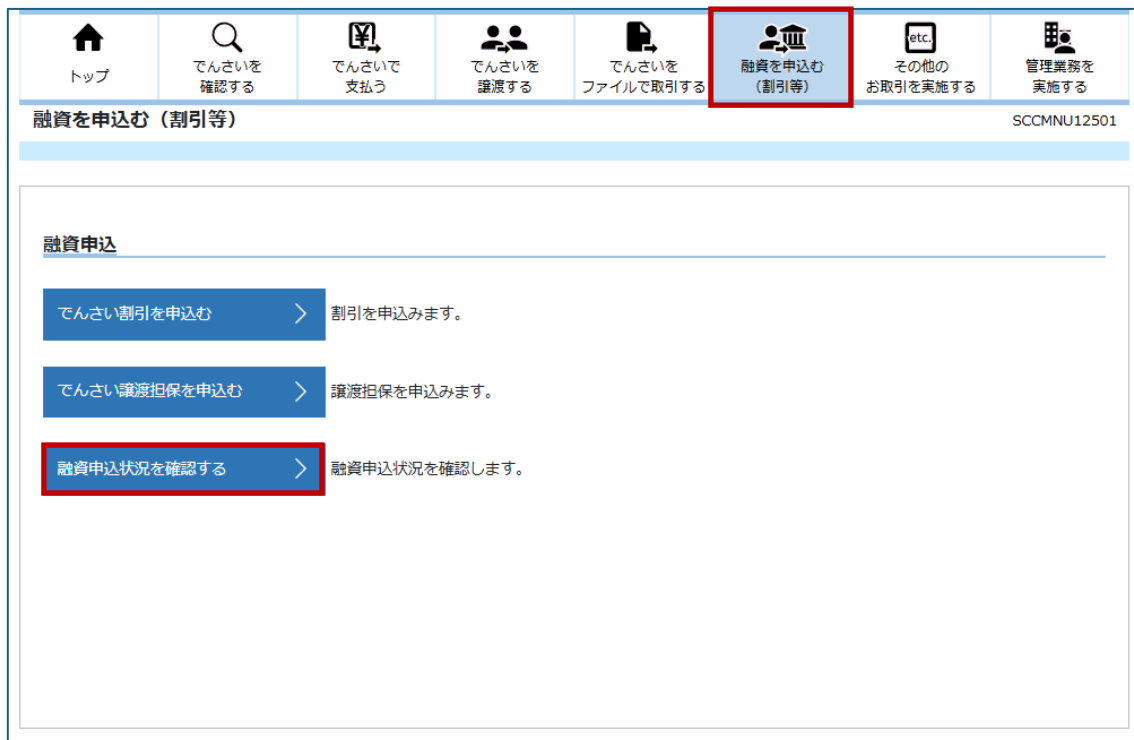 トップ
でんさいを
確認する
¥
でんさいで
支払う
でんさいを
譲渡する
でんさいを
ファイルで取引する
融資を申込む
（割引等）
etc.
その他の
お取引を実施する
管理業務を
実施する
融資を申込む（割引等）
SCCMNU12501
融資申込
でんさい割引を申込む
割引を申込みます。
でんさい譲渡担保を申込む
譲渡担保を申込みます。
融資申込状況を確認する
融資申込状況を確認します。